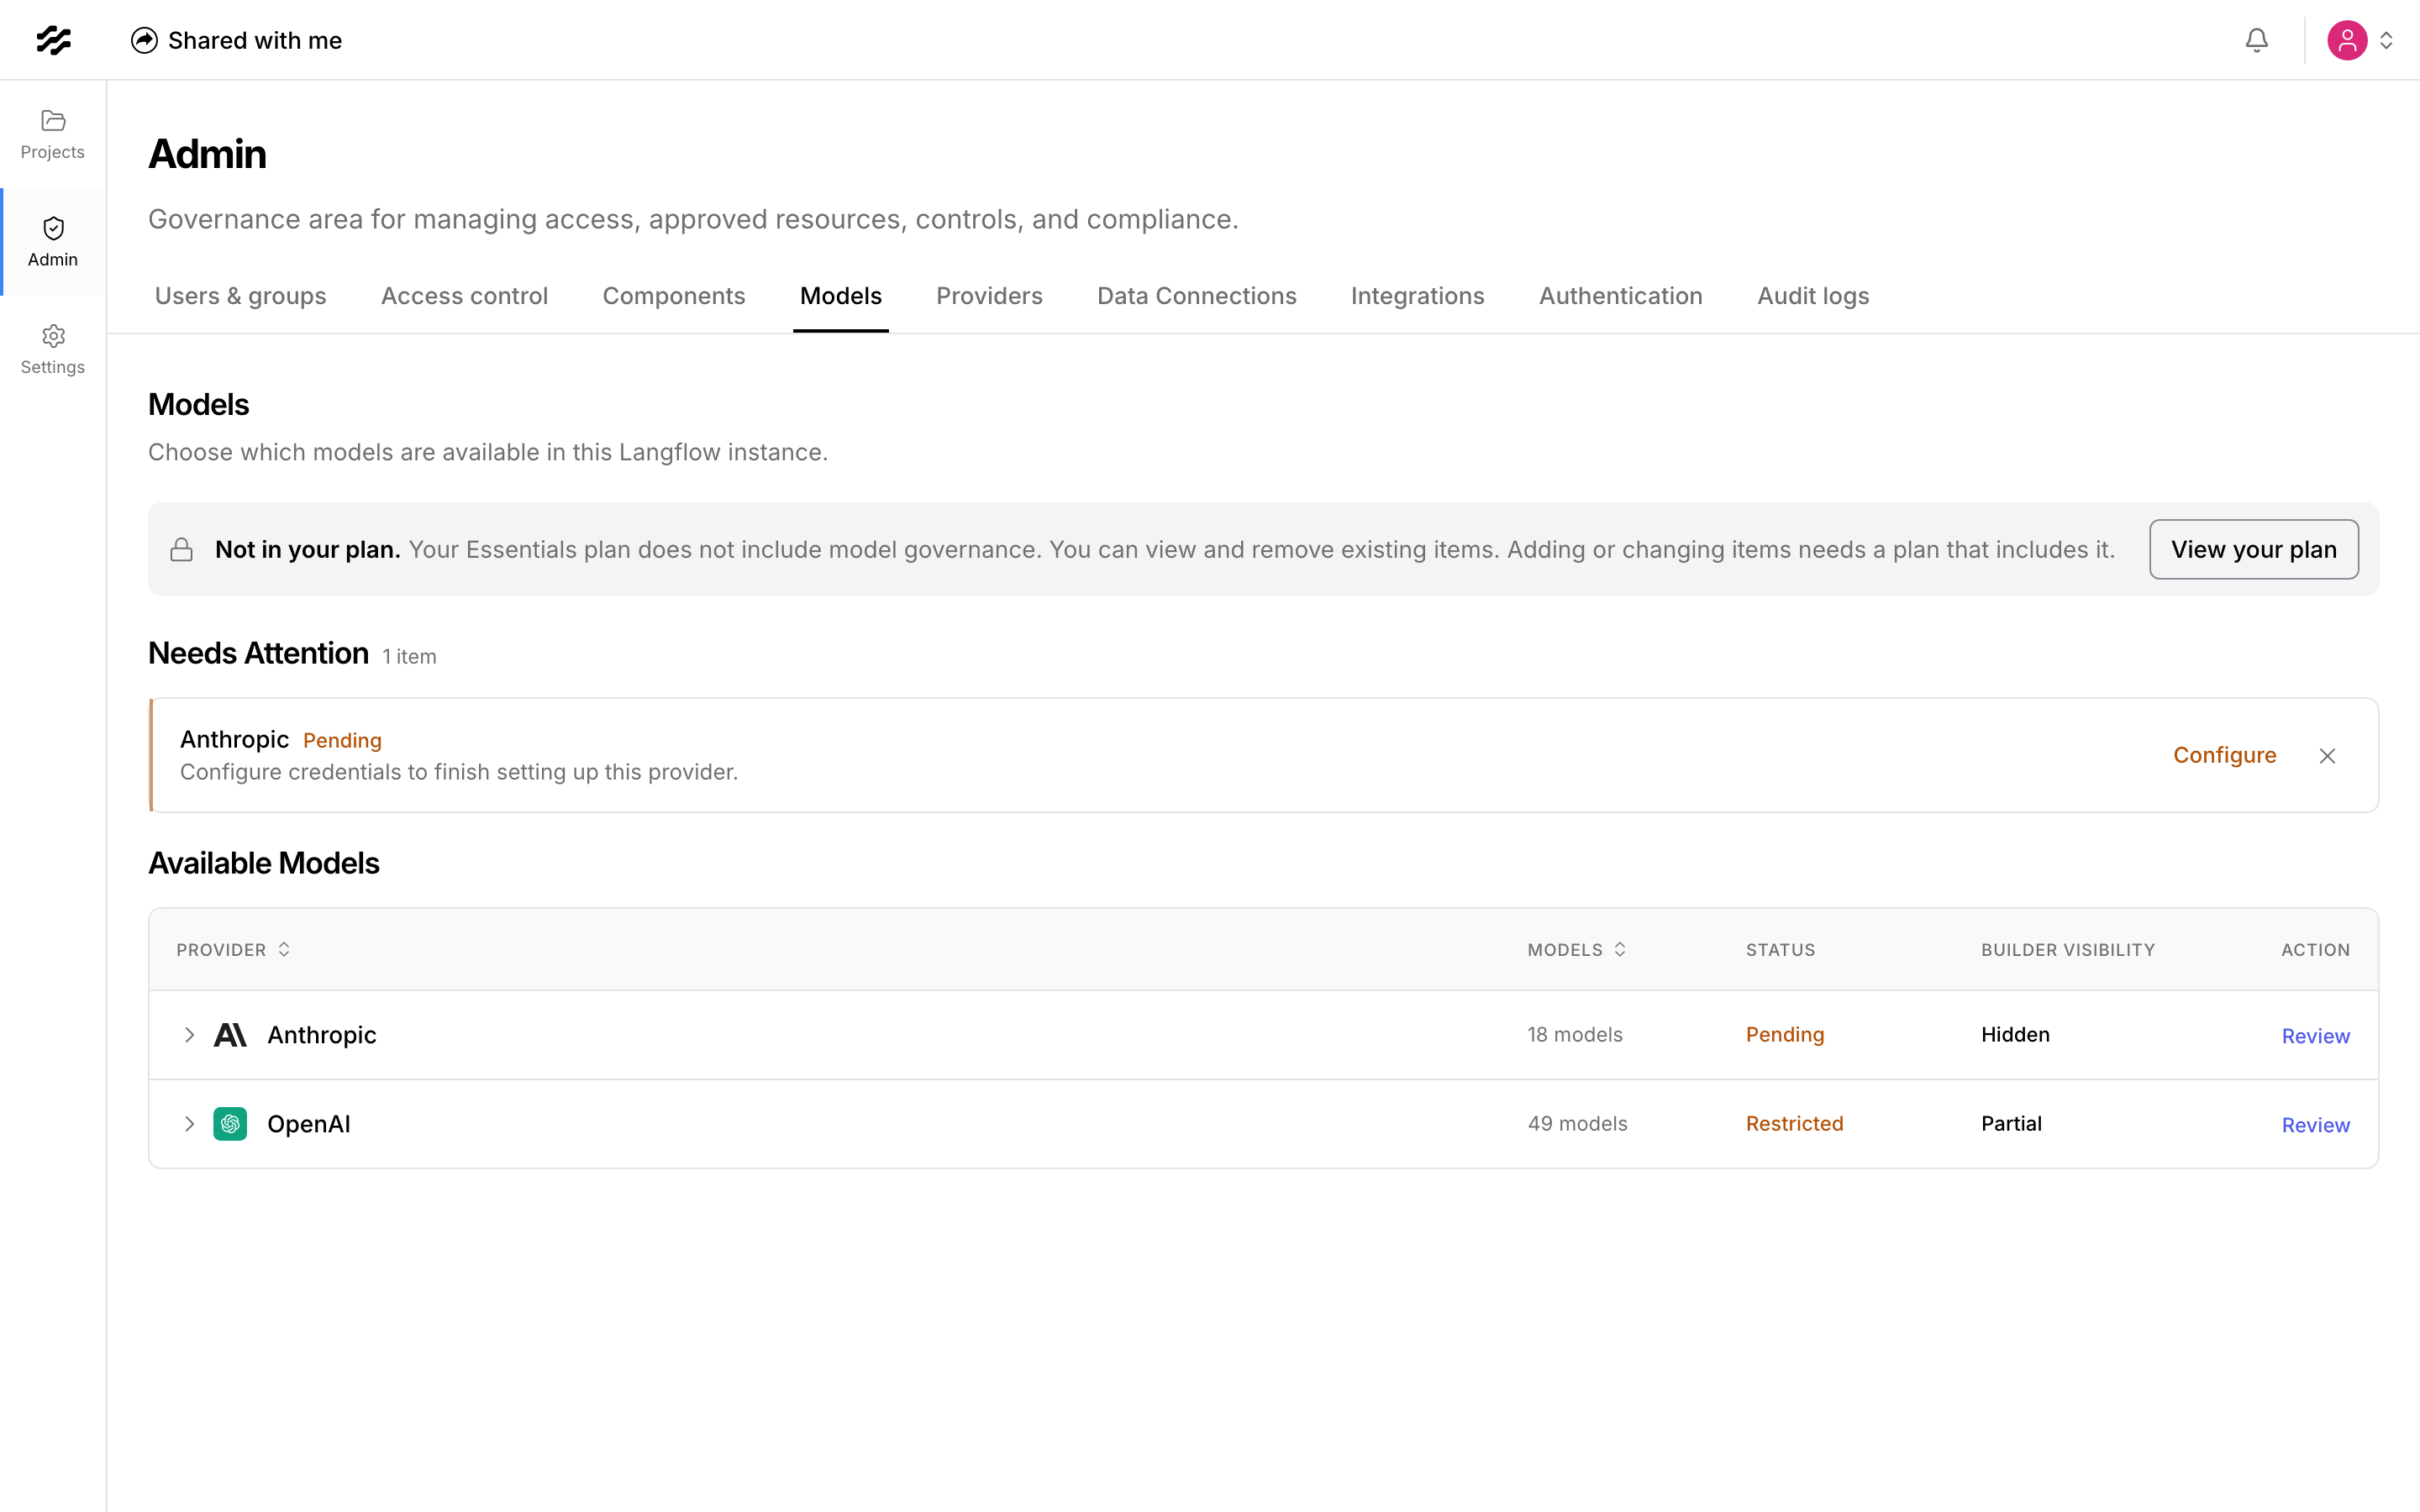 Shared with me
Projects
Admin
Settings
Admin
Governance area for managing access, approved resources, controls, and compliance.
Users & groups
Access control
Components
Models
Providers
Data Connections
Integrations
Authentication
Audit logs
Models
Choose which models are available in this Langflow instance.
Not in your plan. Your Essentials plan does not include model governance. You can view and remove existing items. Adding or changing items needs a plan that includes it.
View your plan
Needs Attention 1 item
Anthropic Pending
Configure credentials to finish setting up this provider.
Configure
Available Models
PROVIDER MODELS STATUS BUILDER VISIBILITY ACTION
Anthropic 18 models Pending Hidden Review
OpenAI 49 models Restricted Partial Review